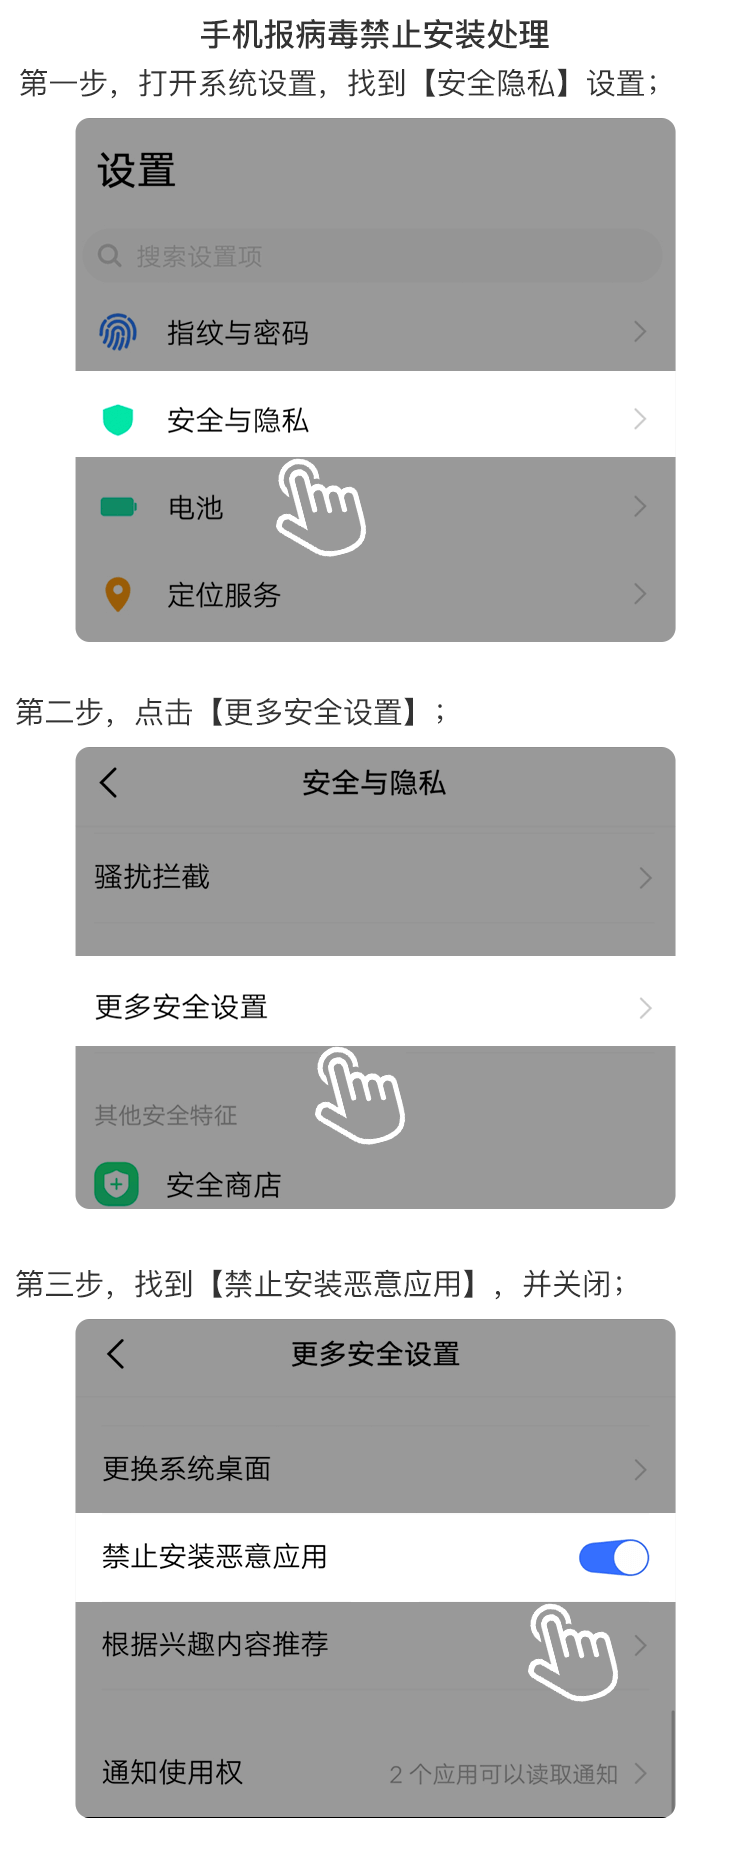 手机报病毒禁止安装处理
第一步，打开系统设置，找到【安全隐私】设置；
设置
搜索设置项
指纹与密码
安全与隐私
电池
定位服务
第二步，点击【更多安全设置】；
安全与隐私
骚扰拦截
更多安全设置
其他安全特征
安全商店
第三步，找到【禁止安装恶意应用】，并关闭；
更多安全设置
更换系统桌面
禁止安装恶意应用
根据兴趣内容推荐
通知使用权 2 个应用可以读取通知